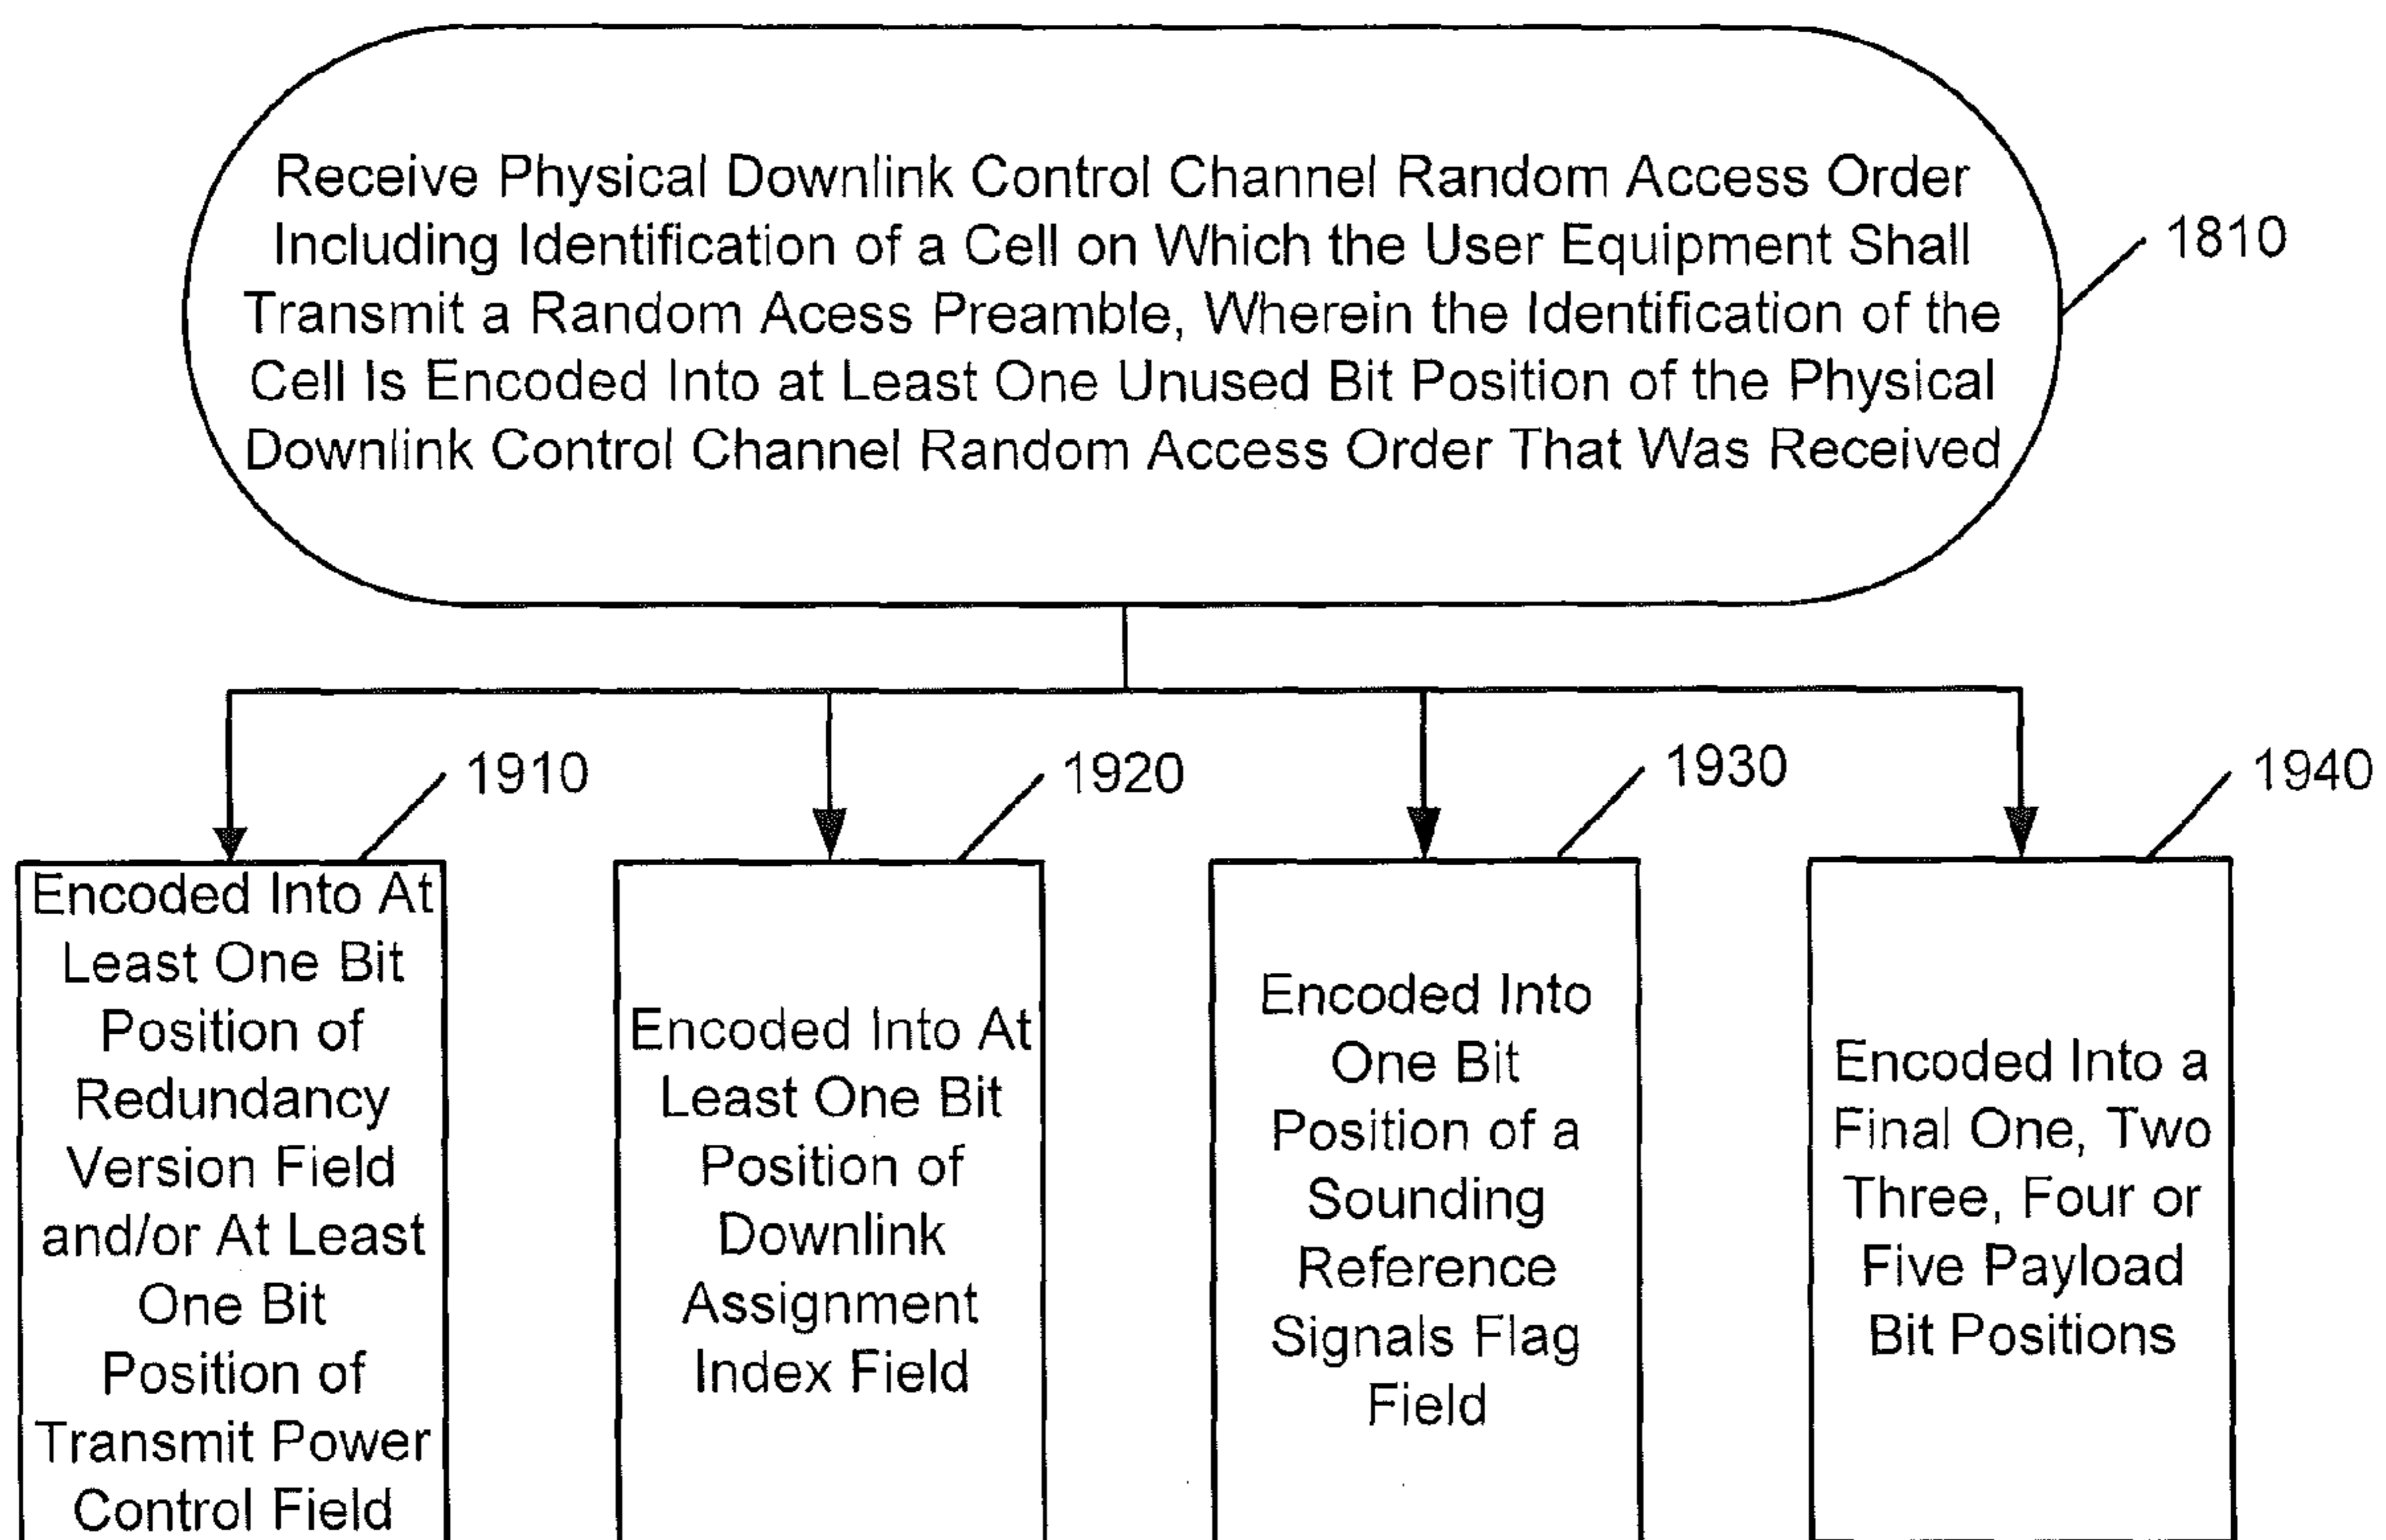 Receive Physical Downlink Control Channel Random Access Order
Including Identification of a Cell on Which the User Equipment Shall
Transmit a Random Acess Preamble, Wherein the Identification of the
Cell Is Encoded Into at Least One Unused Bit Position of the Physical
Downlink Control Channel Random Access Order That Was Received
1810
1910
Encoded Into At
Least One Bit
Position of
Redundancy
Version Field
and/or At Least
One Bit
Position of
Transmit Power
Control Field
1920
Encoded Into At
Least One Bit
Position of
Downlink
Assignment
Index Field
1930
Encoded Into
One Bit
Position of a
Sounding
Reference
Signals Flag
Field
1940
Encoded Into a
Final One, Two
Three, Four or
Five Payload
Bit Positions